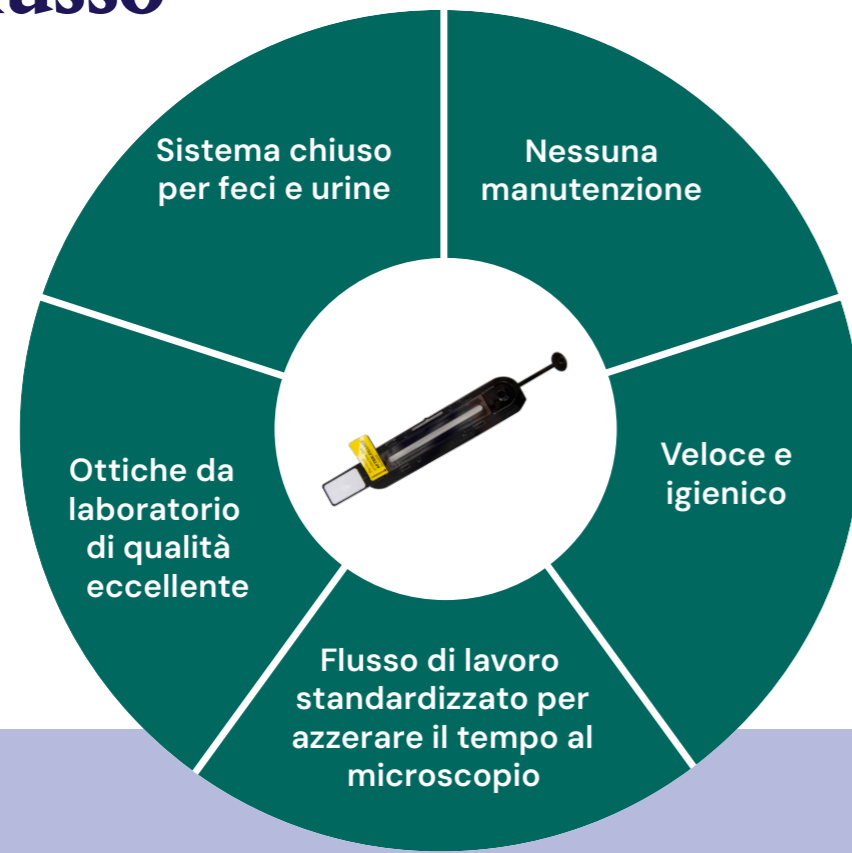 Sistema chiuso
per feci e urine
Nessuna
manutenzione
Veloce e
igienico
Ottiche da
laboratorio
di qualità
eccellente
Flusso di lavoro
standardizzato per
azzerare il tempo al
microscopio